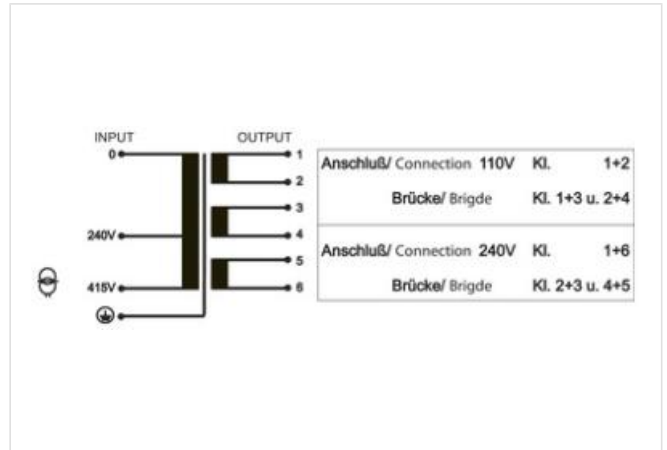 INPUT
OUTPUT
0
240V
415V
1
2
3
4
5
6
Anschluß/ Connection 110V Kl. 1+2
Brücke/ Brigde Kl. 1+3 u. 2+4
Anschluß/ Connection 240V Kl. 1+6
Brücke/ Brigde Kl. 2+3 u. 4+5